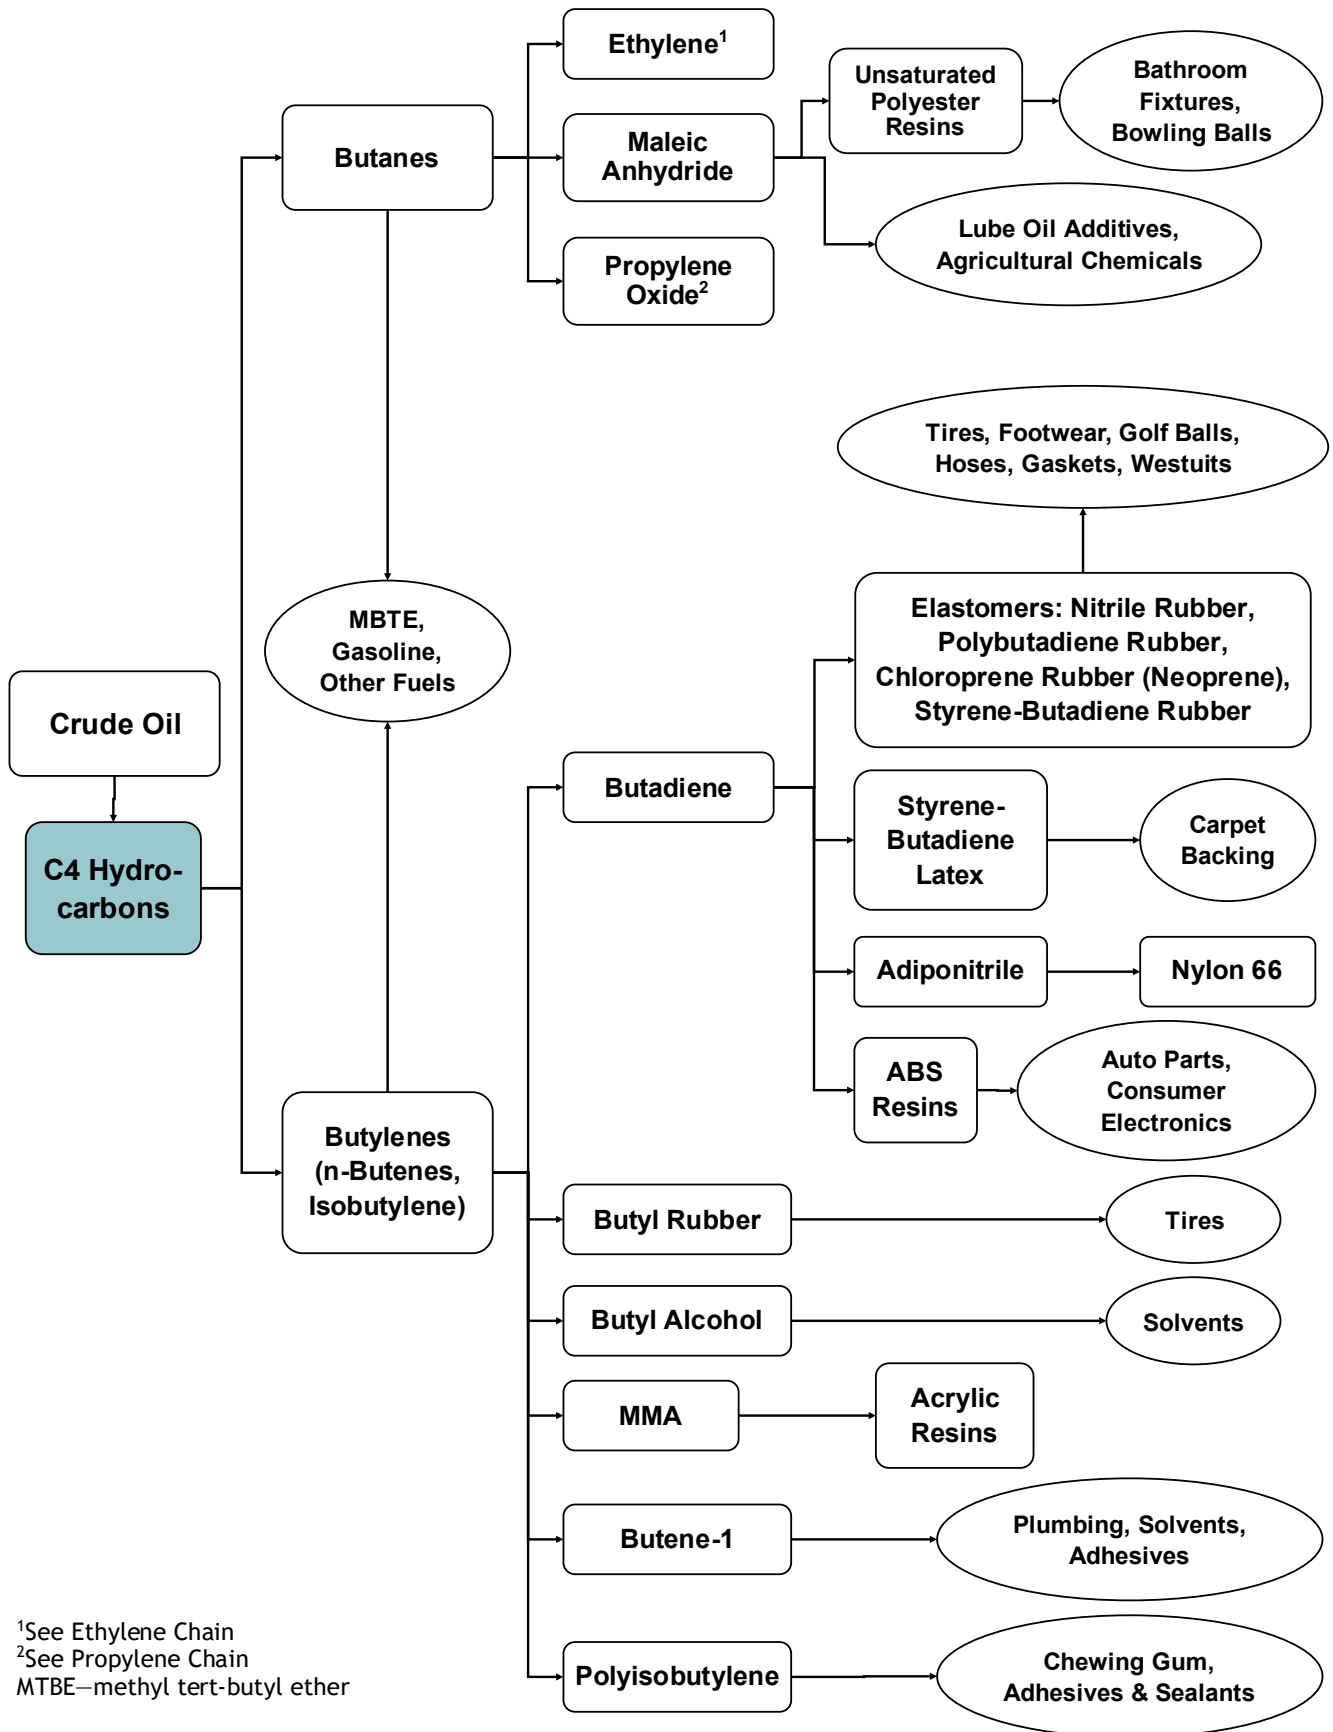 Ethylene¹
Unsaturated
Polyester
Resins
Bathroom
Fixtures,
Bowling Balls
Butanes
Maleic
Anhydride
Lube Oil Additives,
Agricultural Chemicals
Propylene
Oxide²
Tires, Footwear, Golf Balls,
Hoses, Gaskets, Westuits
MBTE,
Gasoline,
Other Fuels
Elastomers: Nitrile Rubber,
Polybutadiene Rubber,
Chloroprene Rubber (Neoprene),
Styrene-Butadiene Rubber
Crude Oil
C4 Hydro-
carbons
Butadiene
Styrene-
Butadiene
Latex
Carpet
Backing
Adiponitrile
Nylon 66
ABS
Resins
Auto Parts,
Consumer
Electronics
Butylenes
(n-Butenes,
Isobutylene)
Butyl Rubber
Tires
Butyl Alcohol
Solvents
MMA
Acrylic
Resins
Butene-1
Plumbing, Solvents,
Adhesives
Polyisobutylene
Chewing Gum,
Adhesives & Sealants
¹See Ethylene Chain
²See Propylene Chain
MTBE—methyl tert-butyl ether